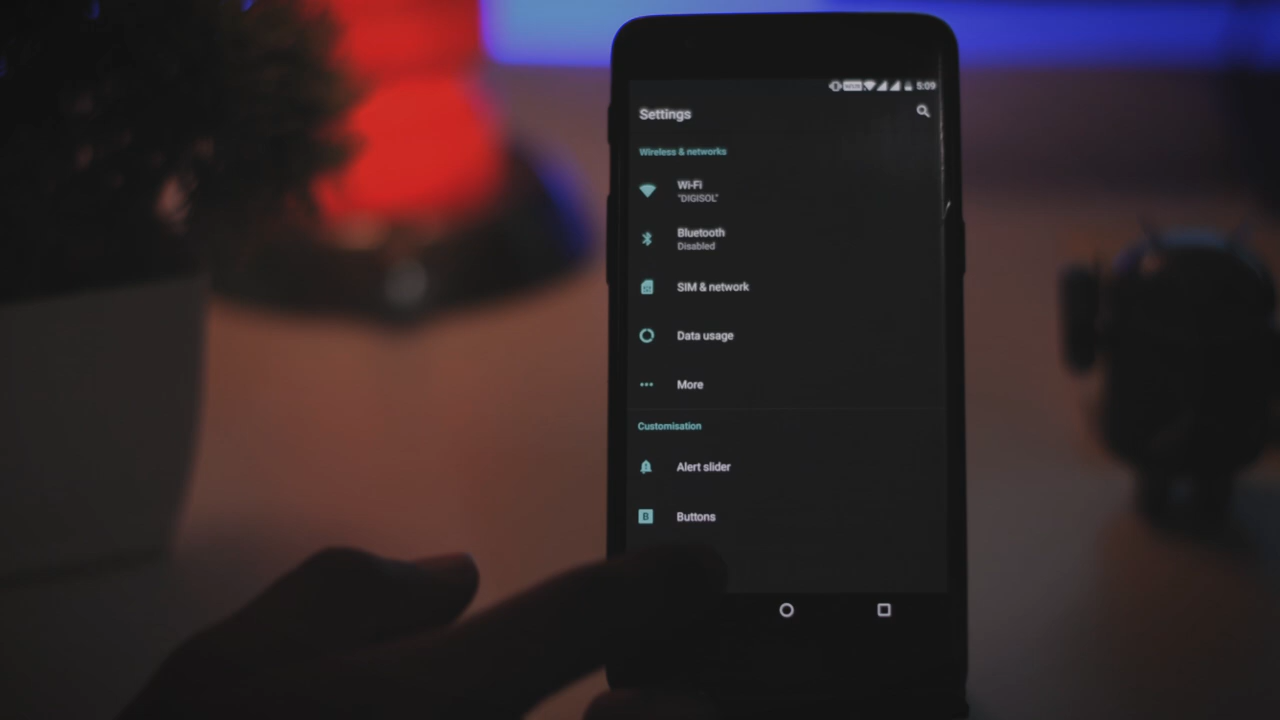 5:09
Settings
Wireless & networks
Wi-Fi
"DIGISOL"
Bluetooth
Disabled
SIM & network
Data usage
More
Customisation
Alert slider
B
Buttons